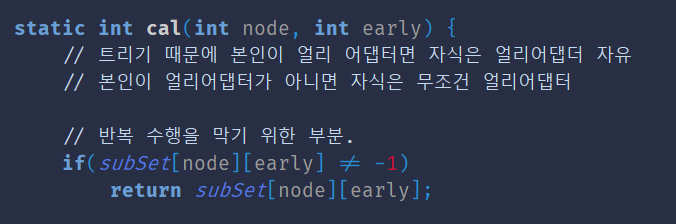 static int cal(int node, int early) {
// 트리기 때문에 본인이 얼리 어댑터면 자식은 얼리어댑더 자유
// 본인이 얼리어댑터가 아니면 자식은 무조건 얼리어댑터
// 반복 수행을 막기 위한 부분.
if(subSet[node][early] ≠ -1)
return subSet[node][early];